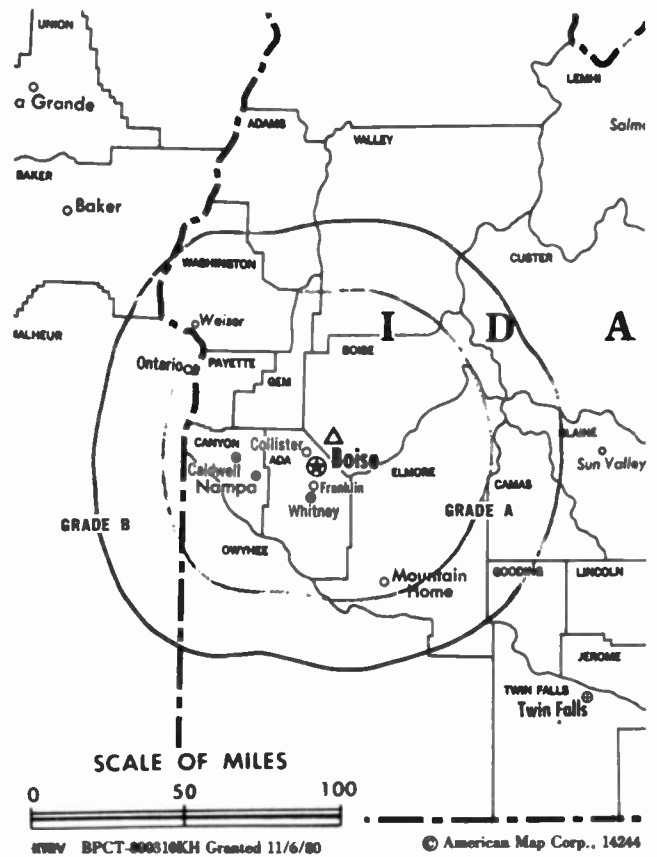 UNION
LEMHI
a Grande
ADAMS
VALLEY
Salm
BAKER
Baker
CUSTER
WASHINGTON
I D A
Weiser
MALHEUR
BOISE
Ontario
PAYETTE
GEM
CANYON
Collister
BLAINE
ADA
Boise
Caldwell
ELMORE
Sun Valley
Nampa
Franklin
CAMAS
Whitney
GRADE A
GRADE B
OWYHEE
Mountain
Home
GOODING
LINCOLN
JEROME
TWIN FALLS
Twin Falls
SCALE OF MILES
0 50 100
BPCT-800310KH Granted 11/6/80
© American Map Corp., 14244